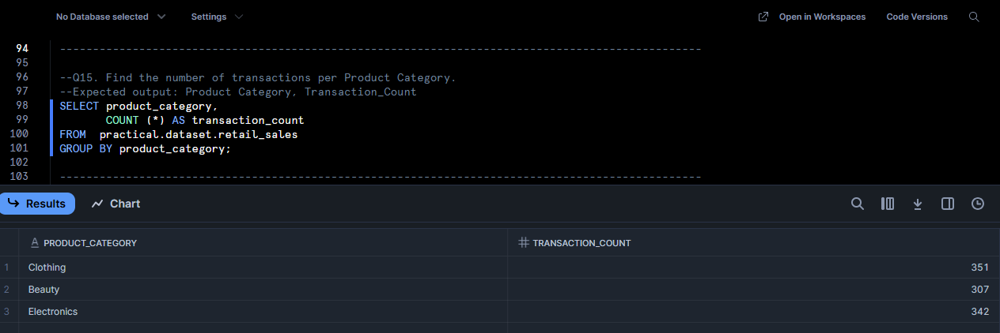 No Database selected Settings Open in Workspaces Code Versions
94 -------------------------------------------------------------------------------------------------
95
96 --Q15. Find the number of transactions per Product Category.
97 --Expected output: Product Category, Transaction_Count
98 SELECT product_category,
99 COUNT (*) AS transaction_count
100 FROM practical.dataset.retail_sales
101 GROUP BY product_category;
102
103 -------------------------------------------------------------------------------------------------
Results Chart
A PRODUCT_CATEGORY # TRANSACTION_COUNT
1 Clothing 351
2 Beauty 307
3 Electronics 342